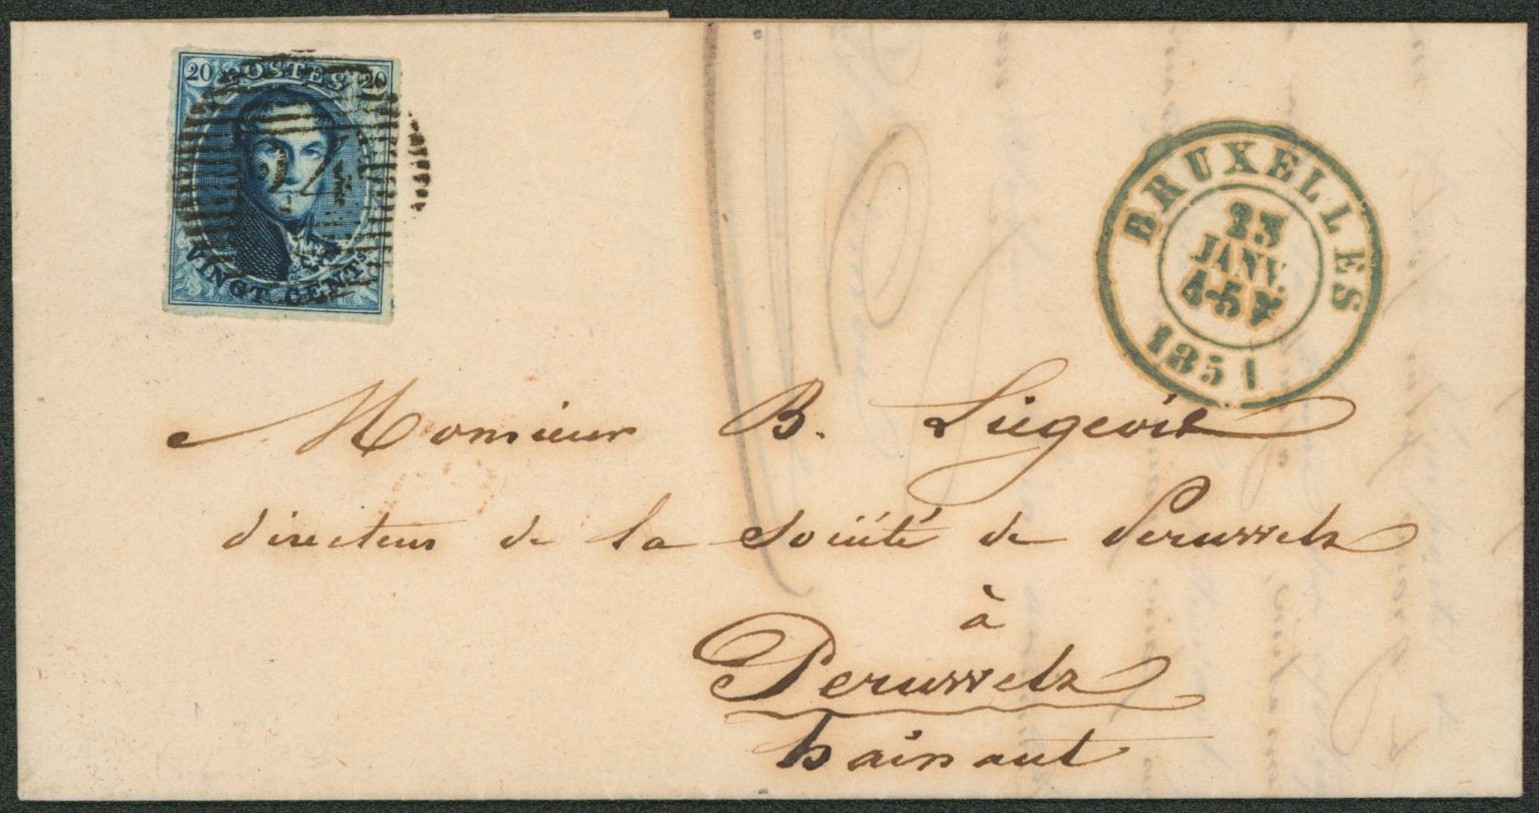 20 POSTES 20
VINGT CENTS
BRUXELLES
23
JANV.
4-5
1851
Monsieur B. Liegeois
directeur de la Société de Peruwelz
à
Peruwelz
hainaut